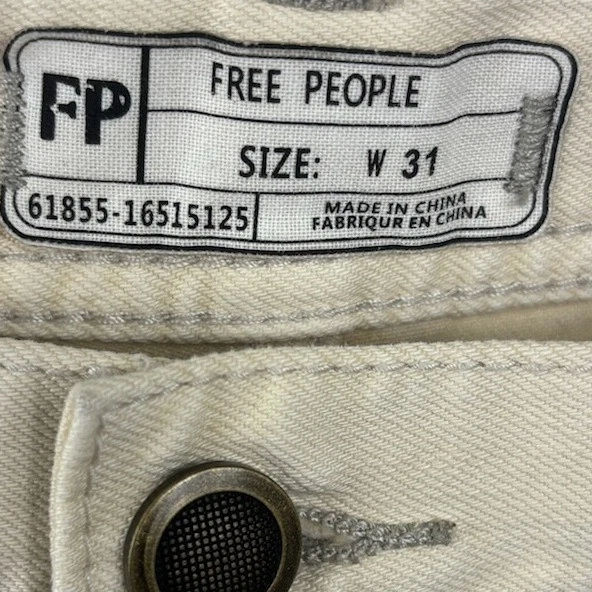 FP
FREE PEOPLE
SIZE: W 31
61855-16515125
MADE IN CHINA
FABRIQUR EN CHINA